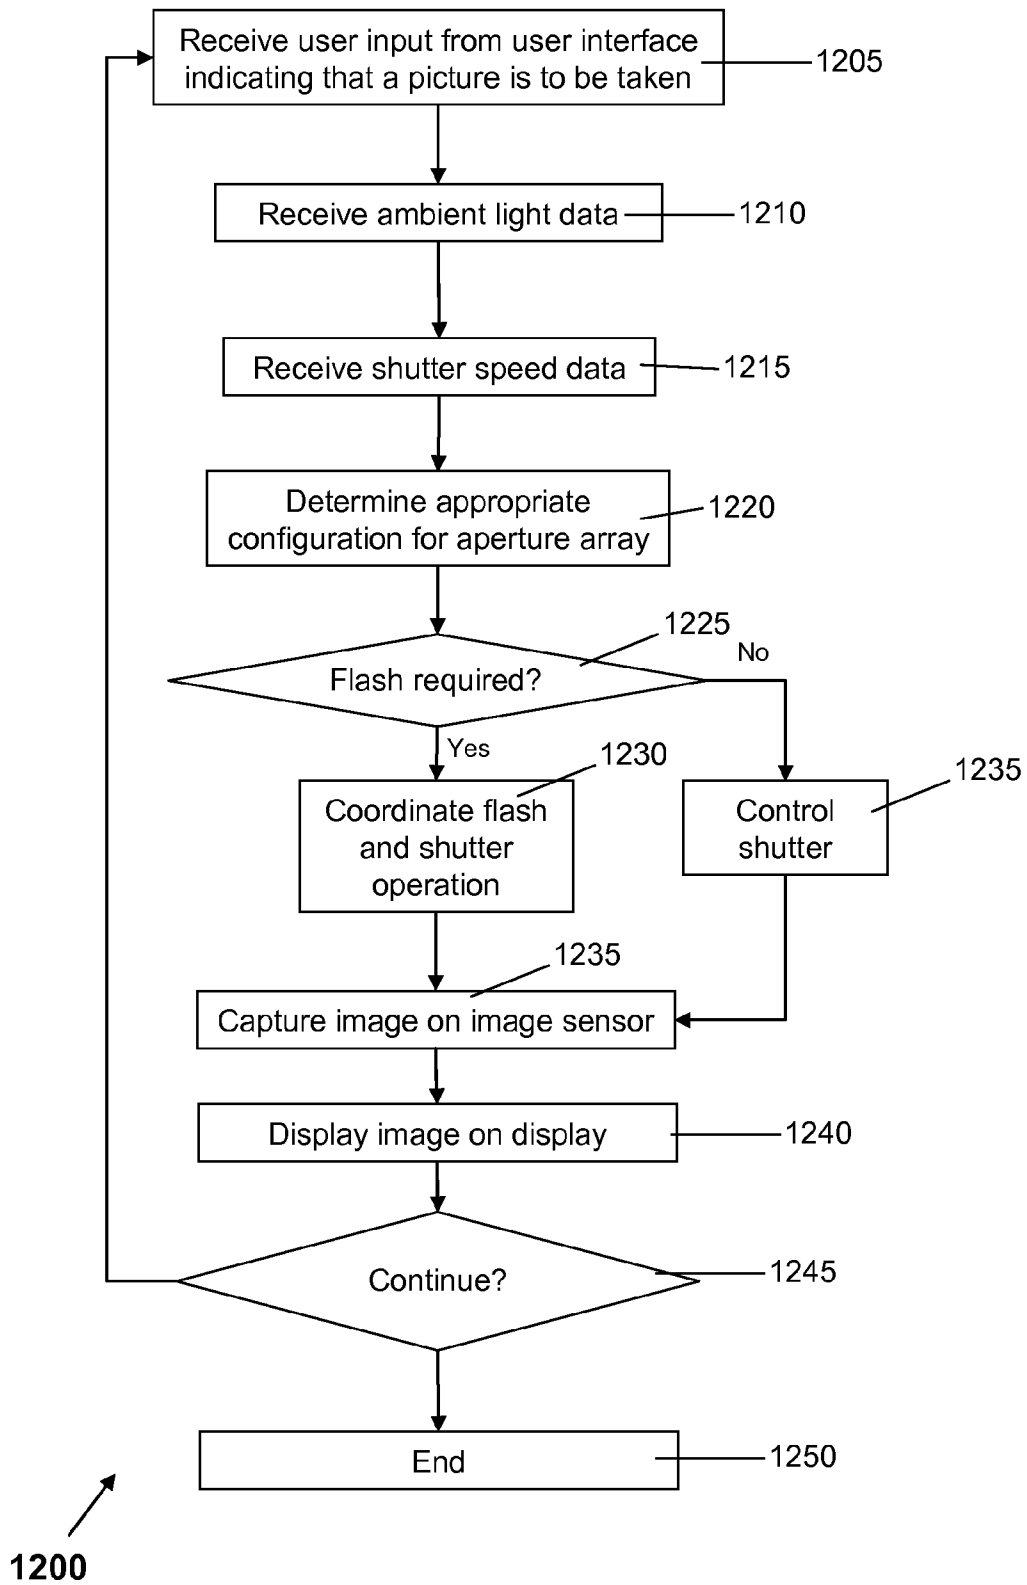 Receive user input from user interface
indicating that a picture is to be taken
1205
Receive ambient light data
1210
Receive shutter speed data
1215
Determine appropriate
configuration for aperture array
1220
1225
Flash required?
No
Yes
1230
Coordinate flash
and shutter
operation
1235
Control
shutter
1235
Capture image on image sensor
Display image on display
1240
Continue?
1245
End
1250
1200